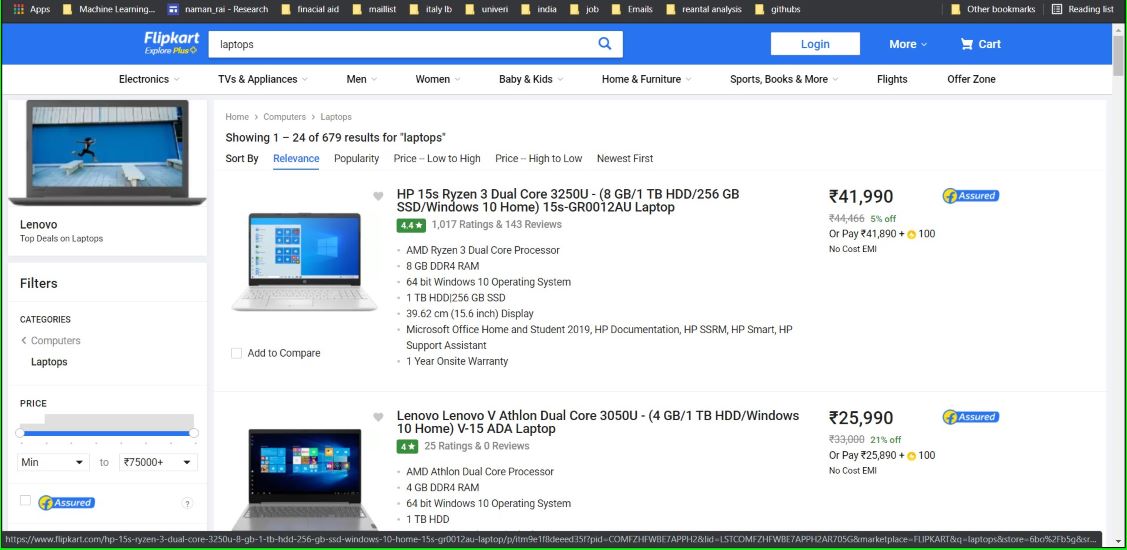 Apps Machine Learning... naman_rai - Research finacial aid maillist italy lb univeri india job Emails reantal analysis githubs Other bookmarks Reading list
Flipkart
Explore Plus
laptops
Login
More
Cart
Electronics TVs & Appliances Men Women Baby & Kids Home & Furniture Sports, Books & More Flights Offer Zone
Lenovo
Top Deals on Laptops
Filters
CATEGORIES
Computers
Laptops
PRICE
Min to ₹75000+
Assured ?
Home > Computers > Laptops
Showing 1 – 24 of 679 results for "laptops"
Sort By Relevance Popularity Price -- Low to High Price -- High to Low Newest First
HP 15s Ryzen 3 Dual Core 3250U - (8 GB/1 TB HDD/256 GB
SSD/Windows 10 Home) 15s-GR0012AU Laptop
4.4★ 1,017 Ratings & 143 Reviews
• AMD Ryzen 3 Dual Core Processor
• 8 GB DDR4 RAM
• 64 bit Windows 10 Operating System
• 1 TB HDD|256 GB SSD
• 39.62 cm (15.6 inch) Display
• Microsoft Office Home and Student 2019, HP Documentation, HP SSRM, HP Smart, HP
Support Assistant
• 1 Year Onsite Warranty
Add to Compare
₹41,990
₹44,466 5% off
Or Pay ₹41,890 + 100
No Cost EMI
Assured
Lenovo Lenovo V Athlon Dual Core 3050U - (4 GB/1 TB HDD/Windows
10 Home) V-15 ADA Laptop
4★ 25 Ratings & 0 Reviews
• AMD Athlon Dual Core Processor
• 4 GB DDR4 RAM
• 64 bit Windows 10 Operating System
• 1 TB HDD
₹25,990
₹33,000 21% off
Or Pay ₹25,890 + 100
No Cost EMI
Assured
https://www.flipkart.com/hp-15s-ryzen-3-dual-core-3250u-8-gb-1-tb-hdd-256-gb-ssd-windows-10-home-15s-gr0012au-laptop/p/itm9e1f8deeed35f?pid=COMFZHFWBE7APPH2&lid=LSTCOMFZHFWBE7APPH2AR705G&marketplace=FLIPKART&q=laptops&store=6bo%2Fb5g&sr...